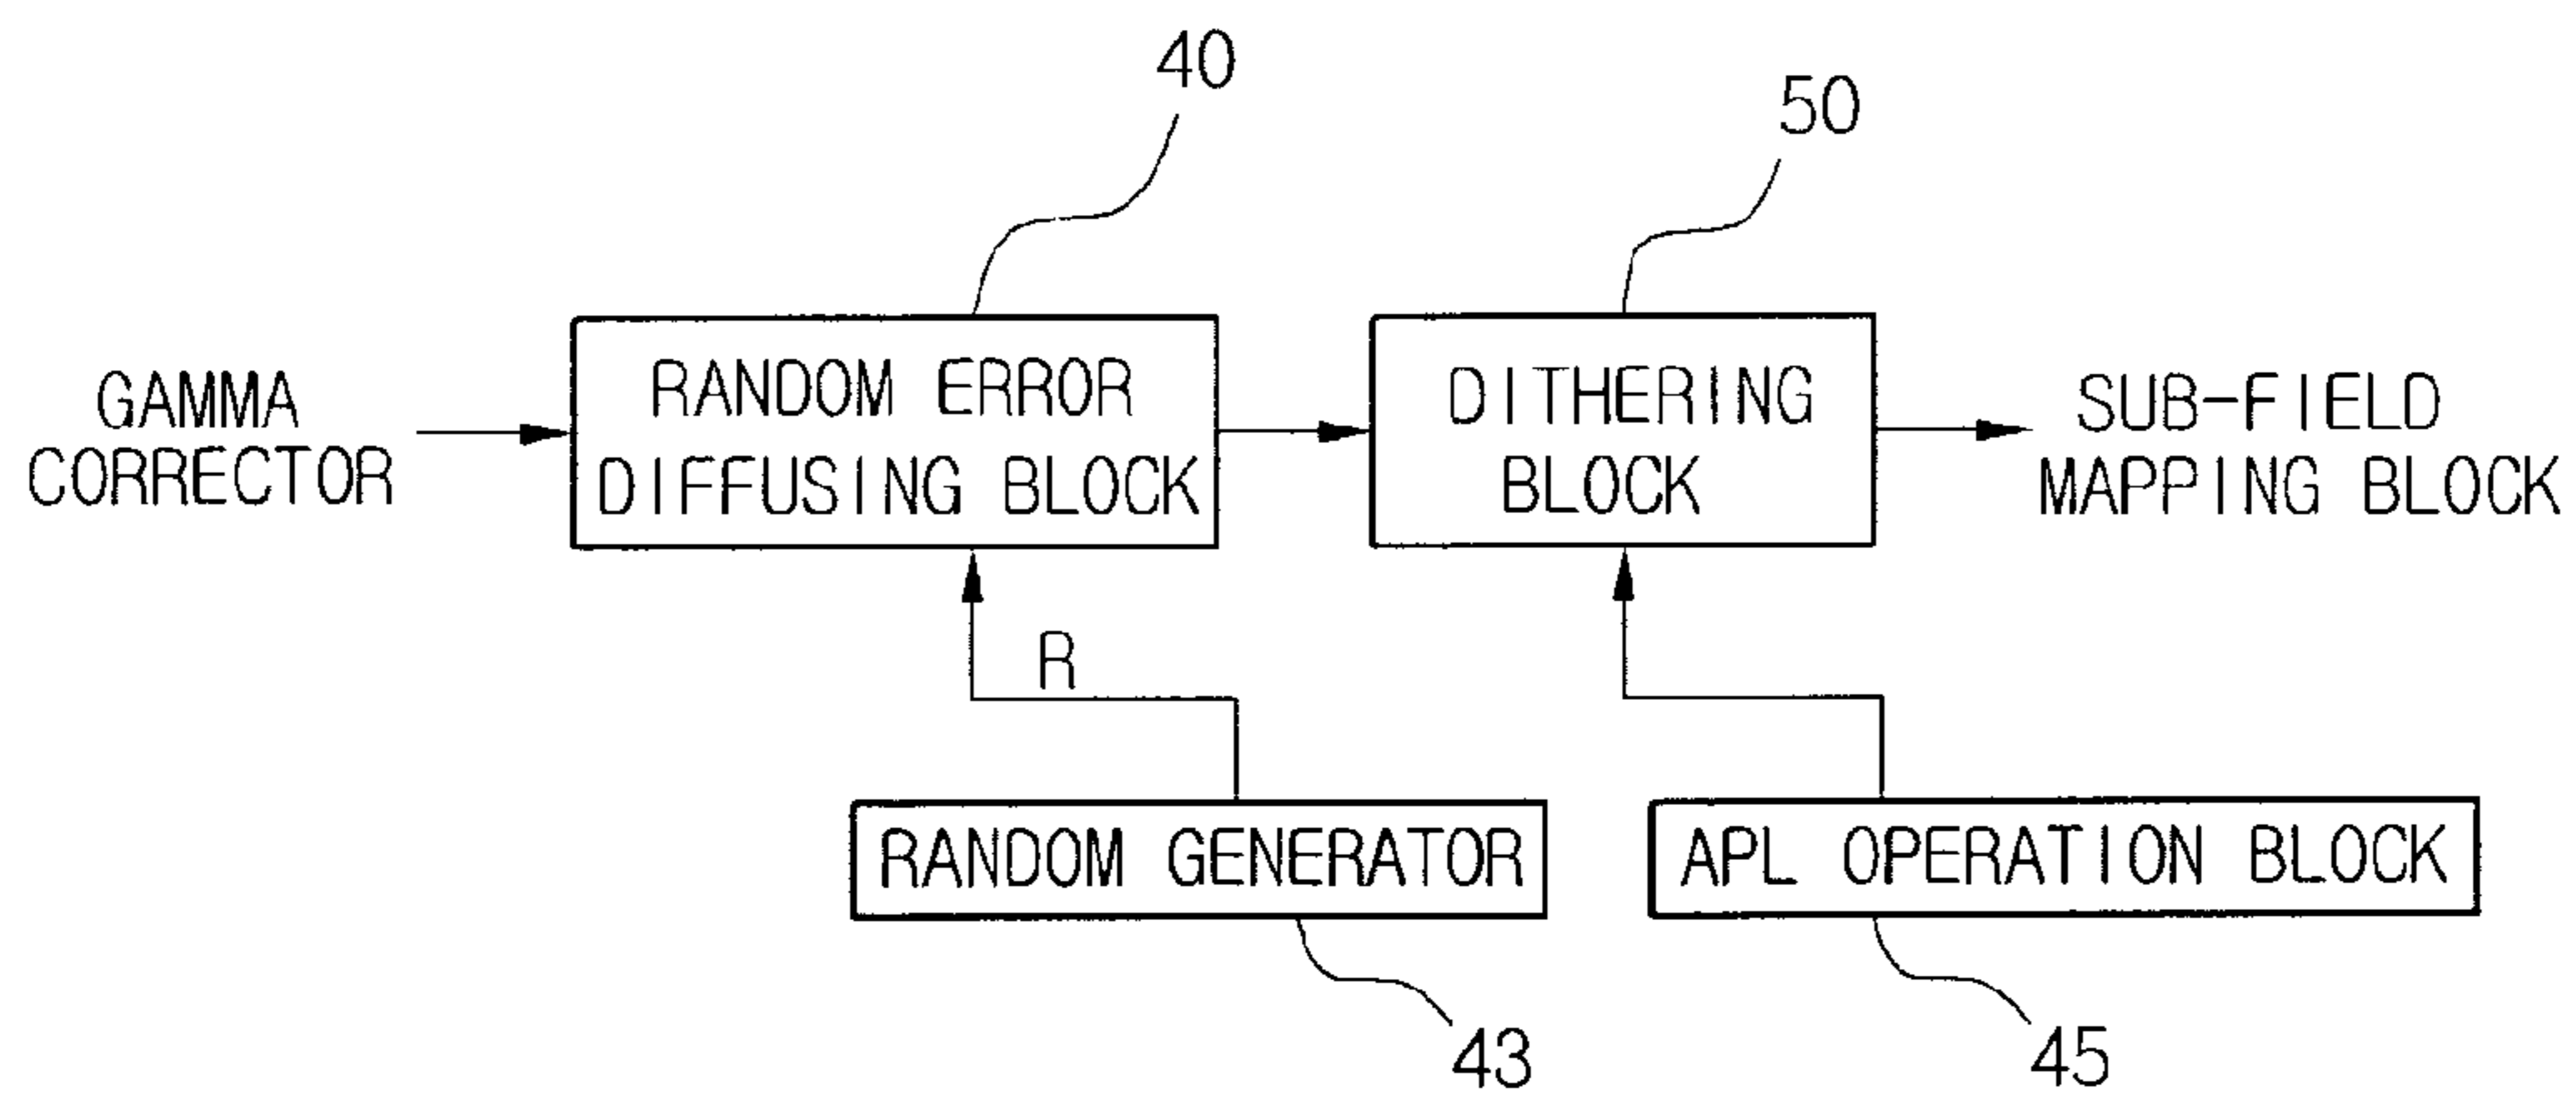 40
50
GAMMA
CORRECTOR
RANDOM ERROR
DIFFUSING BLOCK
DITHERING
BLOCK
SUB-FIELD
MAPPING BLOCK
R
RANDOM GENERATOR
APL OPERATION BLOCK
43
45